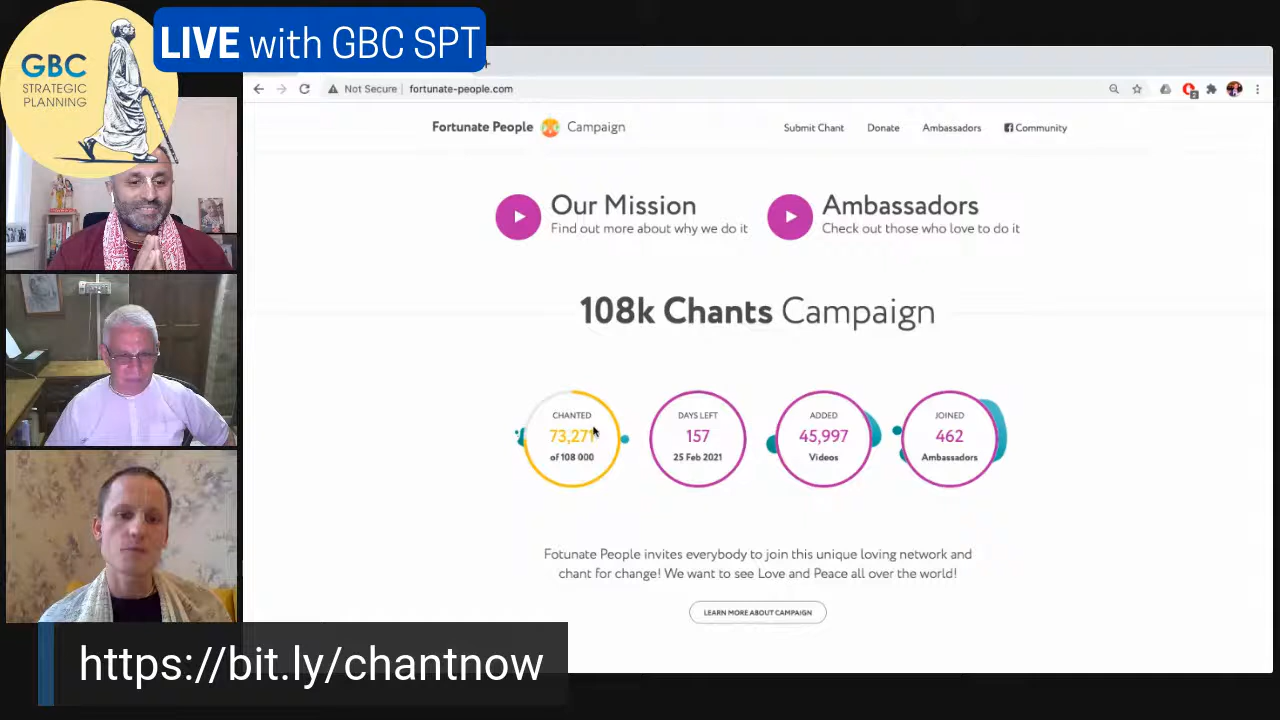 GBC
STRATEGIC
PLANNING
LIVE with GBC SPT
Not Secure | fortunate-people.com
Fortunate People Campaign
Submit Chant Donate Ambassadors Community
Our Mission
Find out more about why we do it
Ambassadors
Check out those who love to do it
108k Chants Campaign
CHANTED
73,271
of 108 000
DAYS LEFT
157
25 Feb 2021
ADDED
45,997
Videos
JOINED
462
Ambassadors
Fotunate People invites everybody to join this unique loving network and
chant for change! We want to see Love and Peace all over the world!
LEARN MORE ABOUT CAMPAIGN
https://bit.ly/chantnow